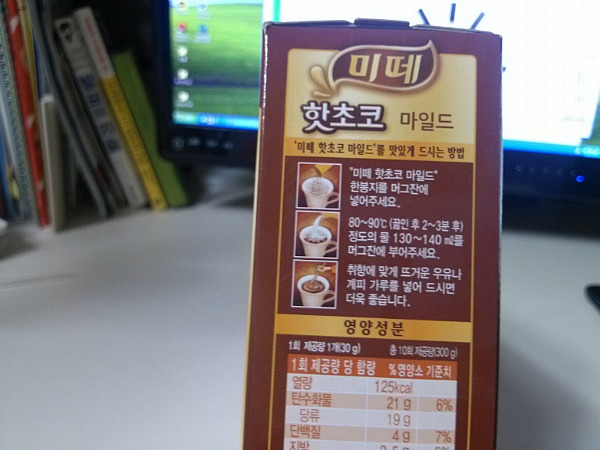 미떼
핫초코 마일드
'미떼 핫초코 마일드'를 맛있게 드시는 방법
"미떼 핫초코 마일드"
한봉지를 머그잔에
넣어주세요.
80~90℃ (끓인 후 2~3분 후)
정도의 물 130~140 ㎖를
머그잔에 부어주세요.
취향에 맞게 뜨거운 우유나
계피 가루를 넣어 드시면
더욱 좋습니다.
영양성분
1회 제공량 1개(30 g) 총 10회 제공량(300 g)
1회 제공량 당 함량 %영양소 기준치
열량 125kcal
탄수화물 21 g 6%
당류 19 g
단백질 4 g 7%
지방